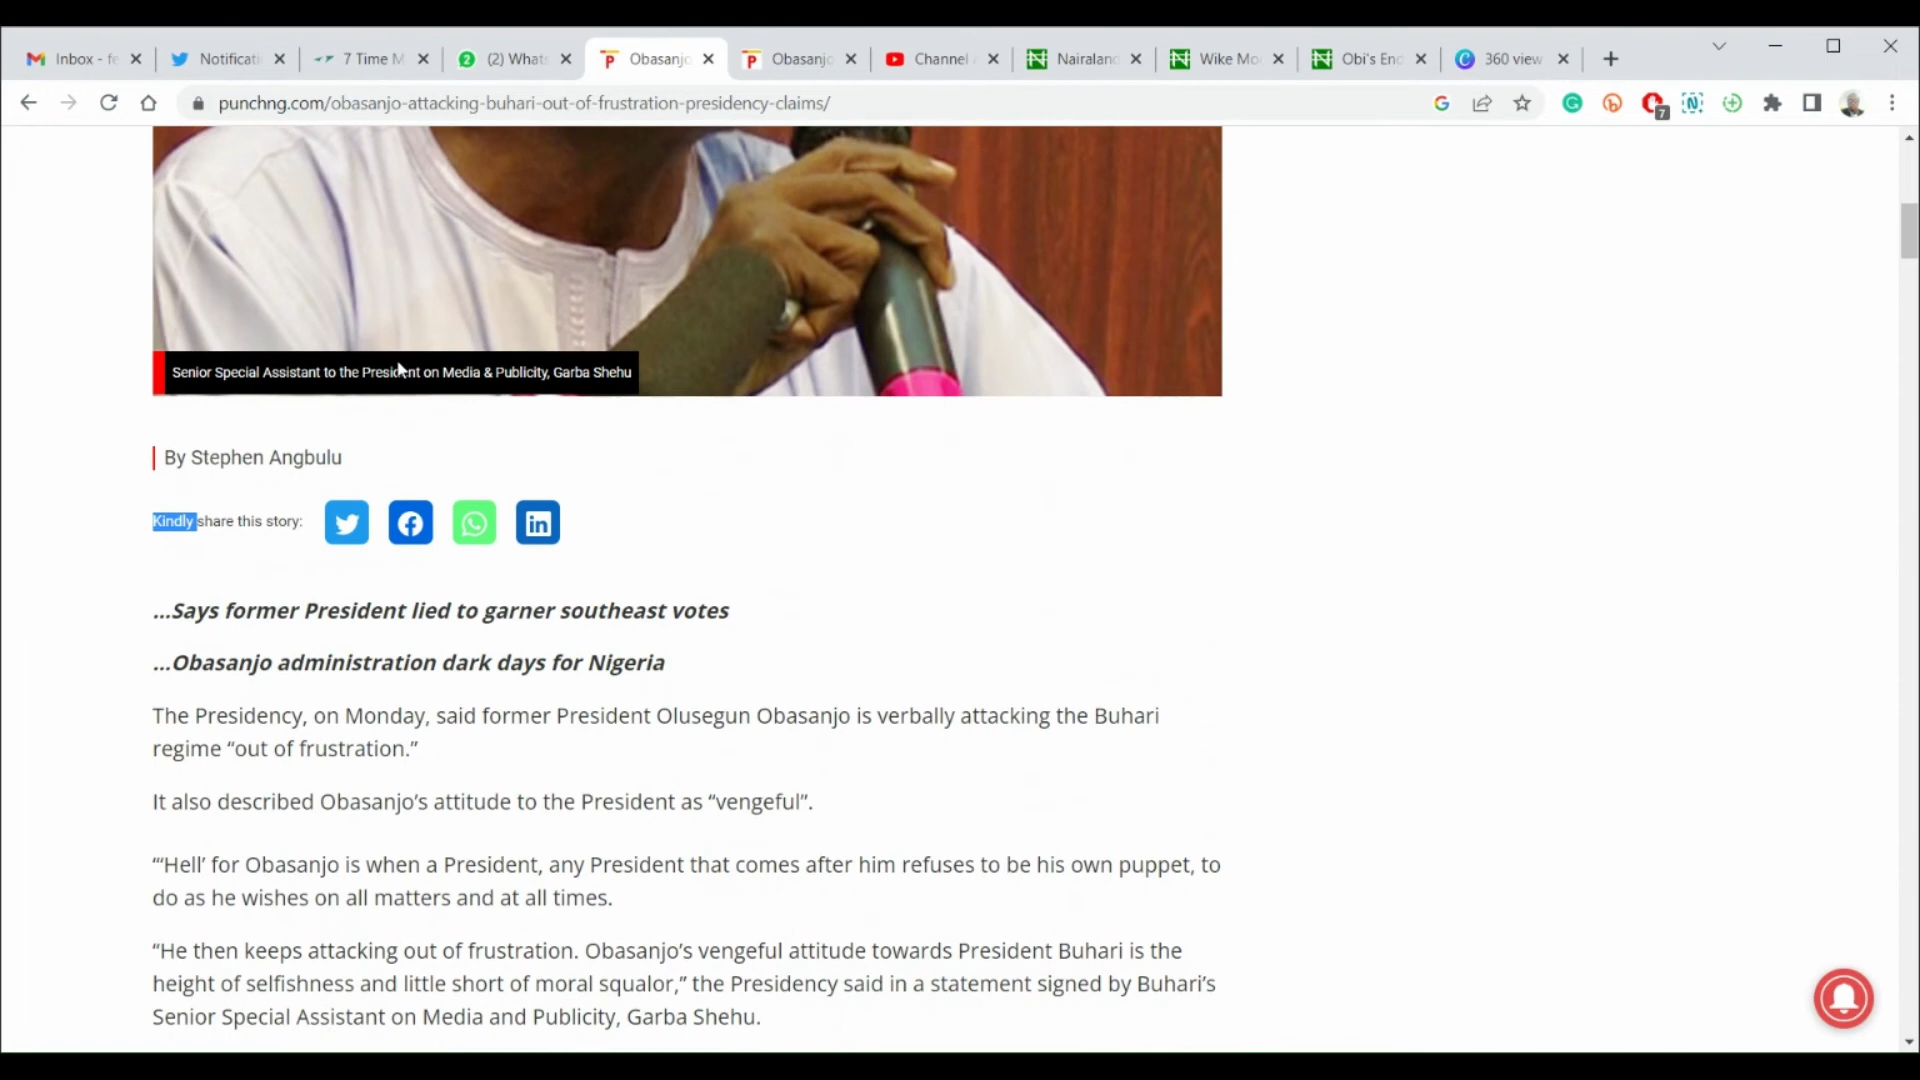 Inbox - fe
Notificati
7 Time M
(2) What
Obasanjo
Obasanjo
Channel
Nairalan
Wike Mo
Obi's End
360 view
punchng.com/obasanjo-attacking-buhari-out-of-frustration-presidency-claims/
7
Senior Special Assistant to the President on Media & Publicity, Garba Shehu
By Stephen Angbulu
Kindly share this story:
...Says former President lied to garner southeast votes
...Obasanjo administration dark days for Nigeria
The Presidency, on Monday, said former President Olusegun Obasanjo is verbally attacking the Buhari
regime “out of frustration.”
It also described Obasanjo’s attitude to the President as “vengeful”.
“‘Hell’ for Obasanjo is when a President, any President that comes after him refuses to be his own puppet, to
do as he wishes on all matters and at all times.
“He then keeps attacking out of frustration. Obasanjo’s vengeful attitude towards President Buhari is the
height of selfishness and little short of moral squalor,” the Presidency said in a statement signed by Buhari’s
Senior Special Assistant on Media and Publicity, Garba Shehu.